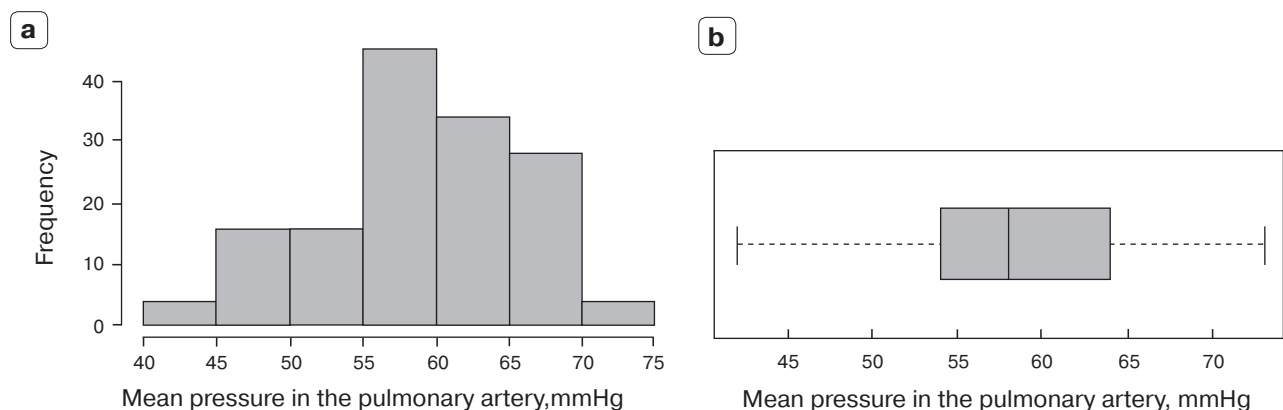 a
40
30
20
10
0
Frequency
40 45 50 55 60 65 70 75
Mean pressure in the pulmonary artery,mmHg
b
45 50 55 60 65 70
Mean pressure in the pulmonary artery, mmHg